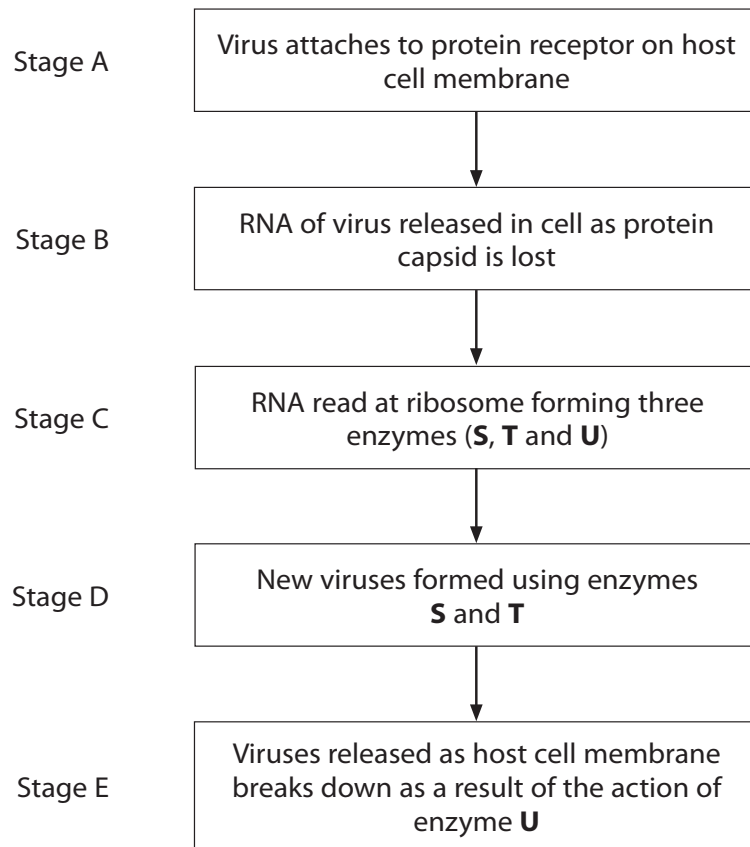 Stage A
Virus attaches to protein receptor on host
cell membrane
Stage B
RNA of virus released in cell as protein
capsid is lost
Stage C
RNA read at ribosome forming three
enzymes (S, T and U)
Stage D
New viruses formed using enzymes
S and T
Stage E
Viruses released as host cell membrane
breaks down as a result of the action of
enzyme U